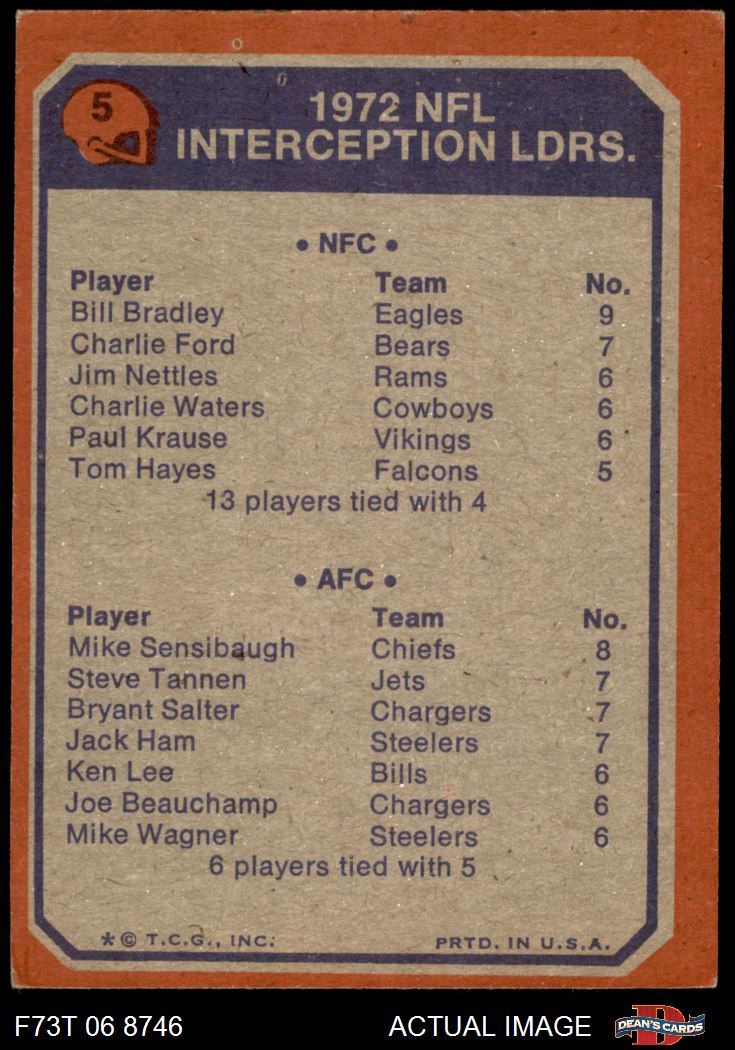 5
1972 NFL
INTERCEPTION LDRS.
• NFC •
Player Team No.
Bill Bradley Eagles 9
Charlie Ford Bears 7
Jim Nettles Rams 6
Charlie Waters Cowboys 6
Paul Krause Vikings 6
Tom Hayes Falcons 5
13 players tied with 4
• AFC •
Player Team No.
Mike Sensibaugh Chiefs 8
Steve Tannen Jets 7
Bryant Salter Chargers 7
Jack Ham Steelers 7
Ken Lee Bills 6
Joe Beauchamp Chargers 6
Mike Wagner Steelers 6
6 players tied with 5
* © T.C.G., INC. PRTD. IN U.S.A.
F73T 06 8746 ACTUAL IMAGE D DEAN'S CARDS